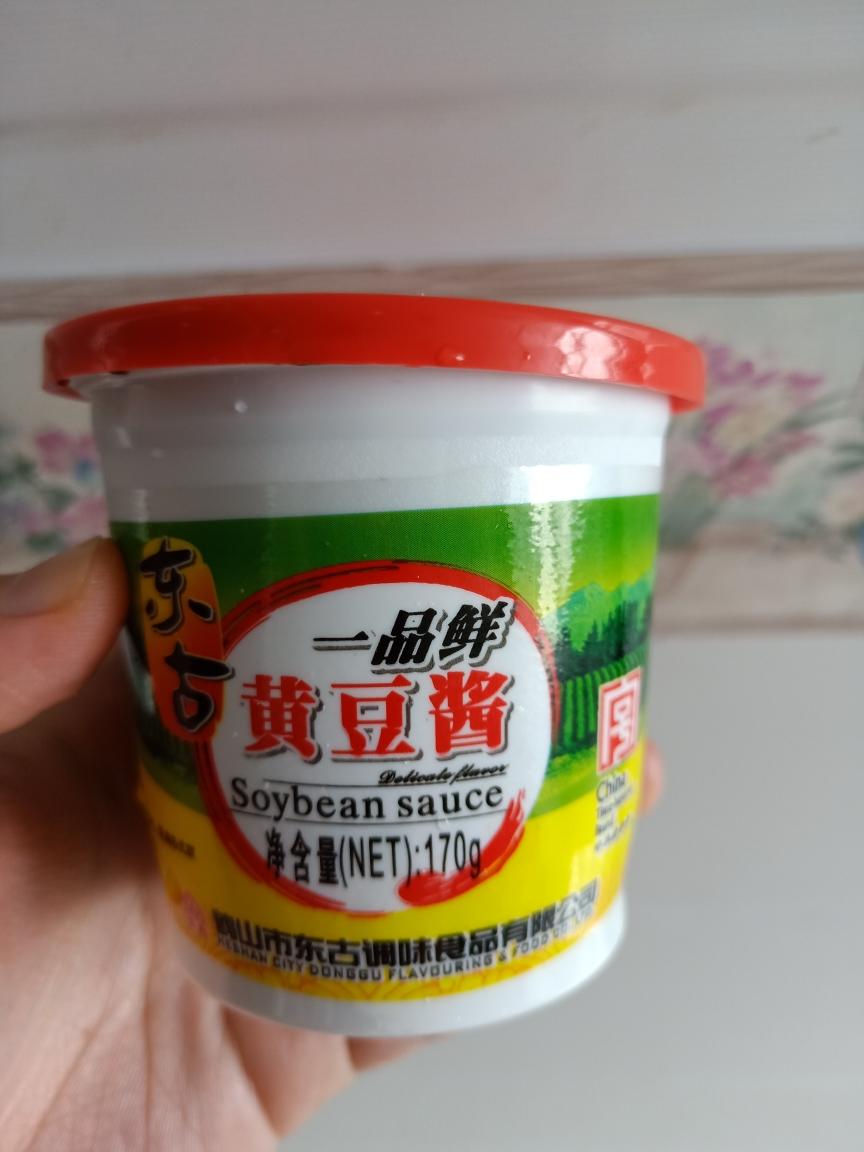 东古
一品鲜
黄豆酱
Delicate flavor
Soybean sauce
净含量(NET):170g
China
鹤山市东古调味食品有限公司
HESHAN CITY DONGGU FLAVOURING & FOOD CO.,LTD